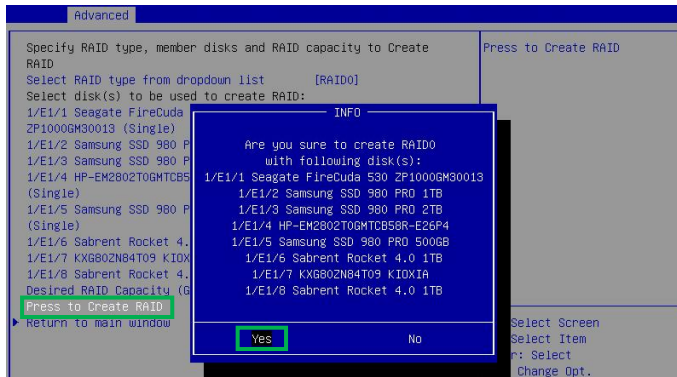 Advanced
Specify RAID type, member disks and RAID capacity to Create
RAID
Select RAID type from dropdown list [RAID0]
Select disk(s) to be used to create RAID:
1/E1/1 Seagate FireCuda
ZP1000GM30013 (Single)
1/E1/2 Samsung SSD 980 P
1/E1/3 Samsung SSD 980 P
1/E1/4 HP-EM2802TOGMTCB5
(Single)
1/E1/5 Samsung SSD 980 P
(Single)
1/E1/6 Sabrent Rocket 4.
1/E1/7 KXG80ZN84T09 KIOX
1/E1/8 Sabrent Rocket 4.
Desired RAID Capacity (G
Press to Create RAID
Return to main window
INFO
Are you sure to create RAID0
with following disk(s):
1/E1/1 Seagate FireCuda 530 ZP1000GM30013
1/E1/2 Samsung SSD 980 PRO 1TB
1/E1/3 Samsung SSD 980 PRO 2TB
1/E1/4 HP-EM2802TOGMTCB58R-E26P4
1/E1/5 Samsung SSD 980 PRO 500GB
1/E1/6 Sabrent Rocket 4.0 1TB
1/E1/7 KXG80ZN84T09 KIOXIA
1/E1/8 Sabrent Rocket 4.0 1TB
Yes No
Press to Create RAID
Select Screen
Select Item
r: Select
Change Opt.